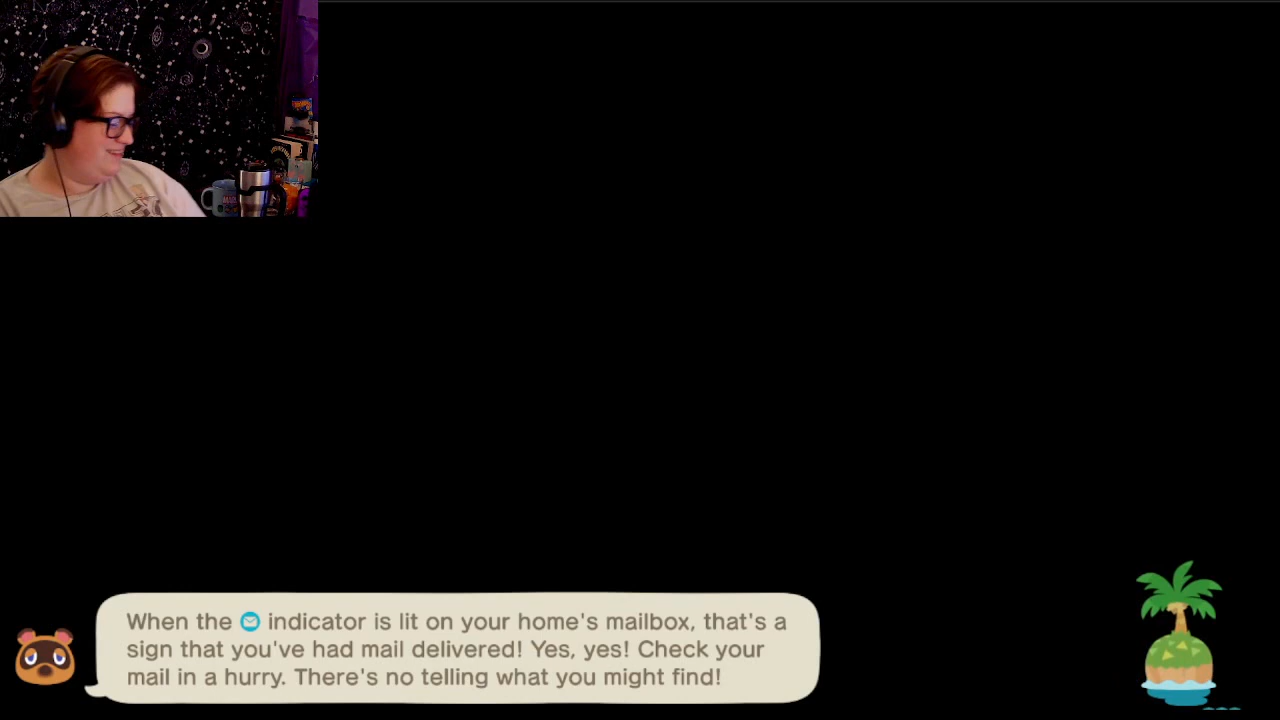 When the indicator is lit on your home's mailbox, that's a
sign that you've had mail delivered! Yes, yes! Check your
mail in a hurry. There's no telling what you might find!